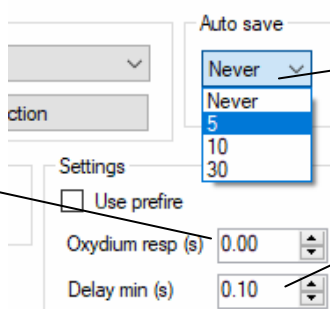 Auto save
Never
Never
ction
5
10
Settings
30
Use prefire
Oxydium resp (s) 0.00
Delay min (s) 0.10